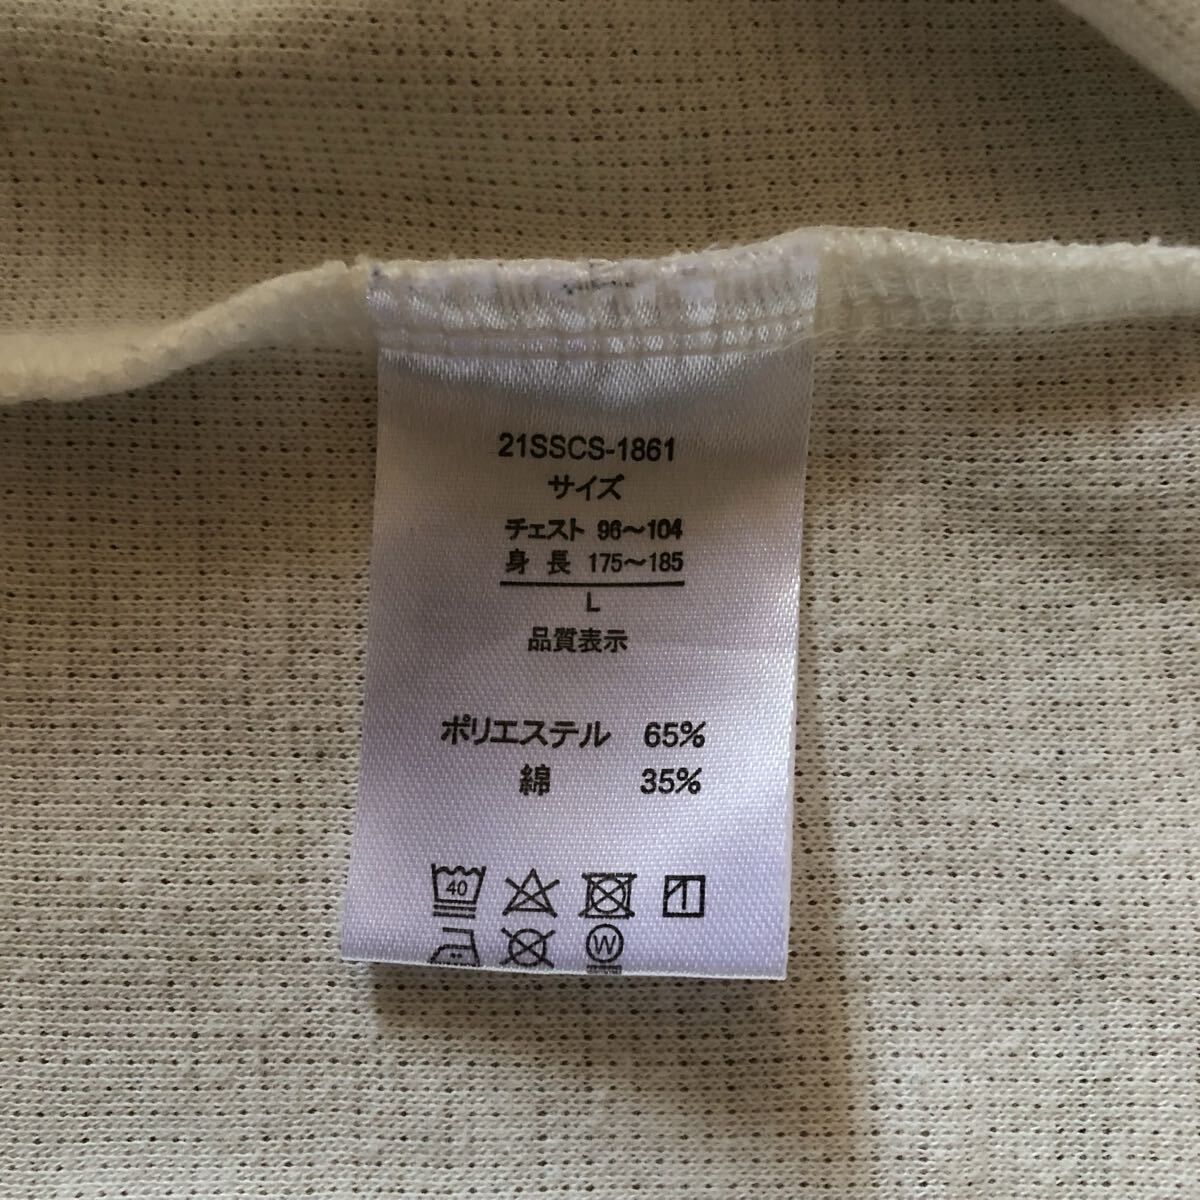 21SSCS-1861
サイズ
チェスト 96〜104
身 長 175〜185
L
品質表示
ポリエステル 65%
綿 35%
40
W